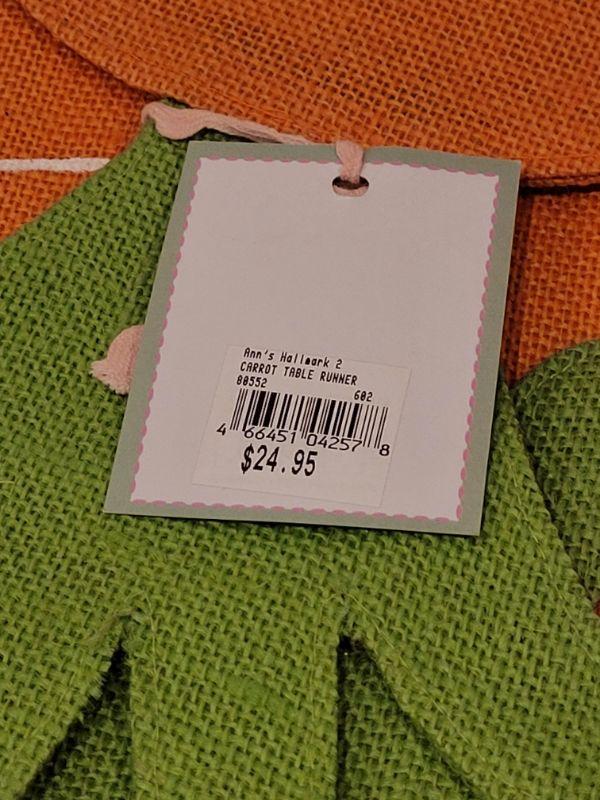 Ann's Hallmark 2
CARROT TABLE RUNNER
80552 602
4 66451 04257 8
$24.95